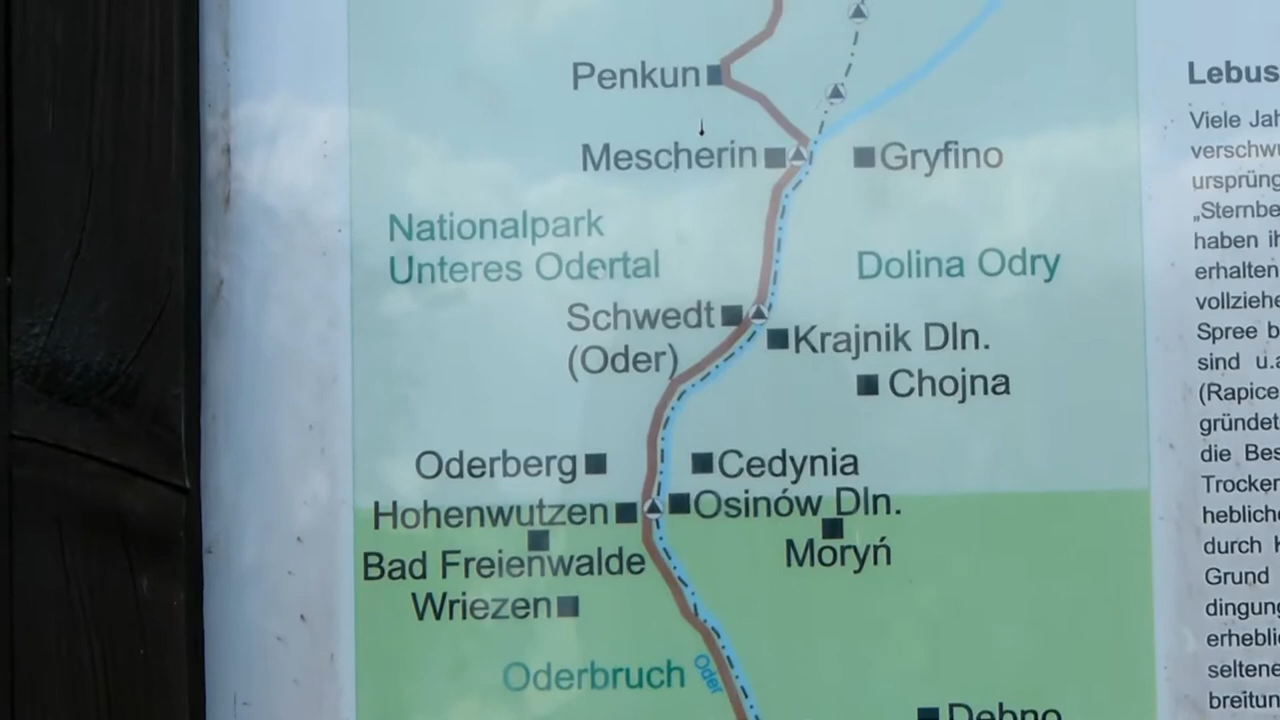 Penkun
Mescherin
Gryfino
Nationalpark
Unteres Odertal
Dolina Odry
Schwedt
(Oder)
Krajnik Dln.
Chojna
Oderberg
Cedynia
Hohenwutzen
Osinów Dln.
Moryń
Bad Freienwalde
Wriezen
Oderbruch
Oder
Debno
Lebus
Viele Jah
verschwu
ursprüng
„Sternbe
haben ih
erhalten
vollziehe
Spree b
sind u.a
(Rapice
gründet
die Bes
Trocken
hebliche
durch H
Grund
dingung
erhebli
seltene
breitun